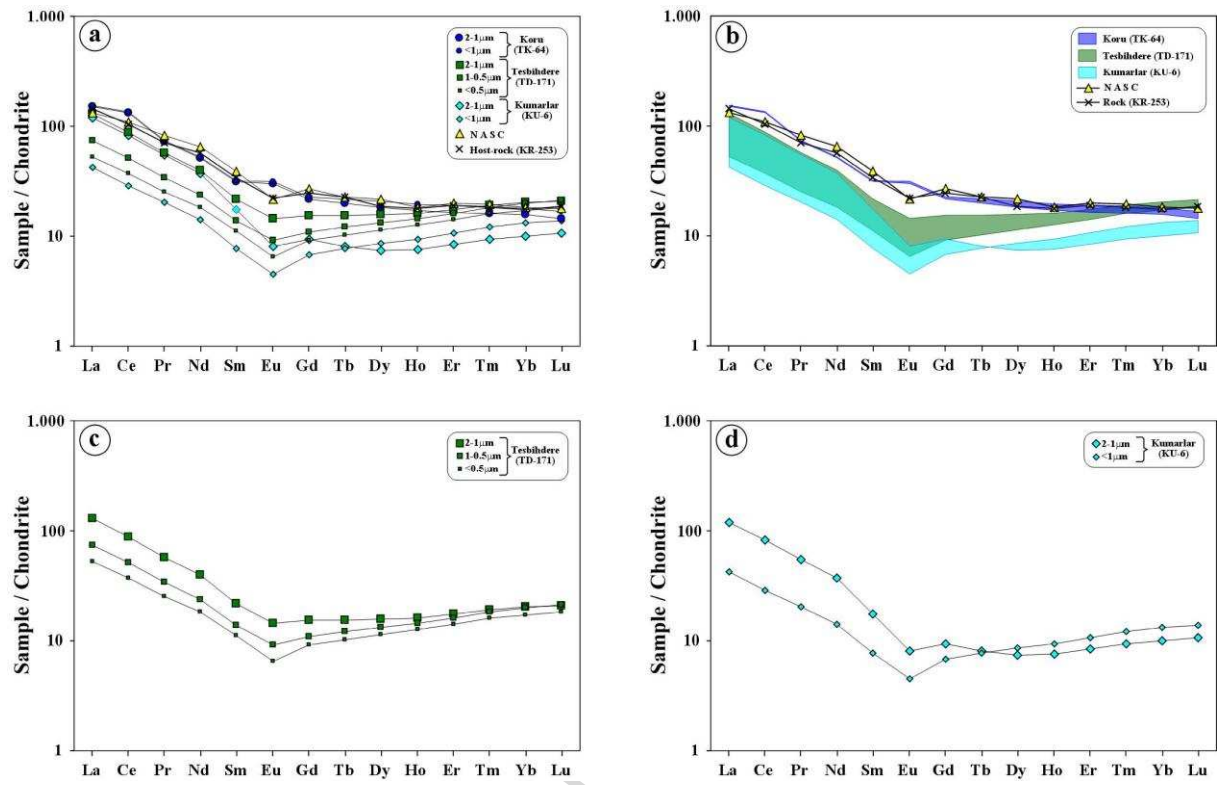 a
1.000
100
10
1
Sample / Chondrite
La Ce Pr Nd Sm Eu Gd Tb Dy Ho Er Tm Yb Lu
2-1µm
<1µm
Koru
(TK-64)
2-1µm
1-0.5µm
<0.5µm
Tesbihdere
(TD-171)
2-1µm
<1µm
Kumarlar
(KU-6)
N A S C
Host-rock (KR-253)
b
1.000
100
10
1
Sample / Chondrite
La Ce Pr Nd Sm Eu Gd Tb Dy Ho Er Tm Yb Lu
Koru (TK-64)
Tesbihdere (TD-171)
Kumarlar (KU-6)
N A S C
Rock (KR-253)
c
1.000
100
10
1
Sample / Chondrite
La Ce Pr Nd Sm Eu Gd Tb Dy Ho Er Tm Yb Lu
2-1µm
1-0.5µm
<0.5µm
Tesbihdere
(TD-171)
d
1.000
100
10
1
Sample / Chondrite
La Ce Pr Nd Sm Eu Gd Tb Dy Ho Er Tm Yb Lu
2-1µm
<1µm
Kumarlar
(KU-6)